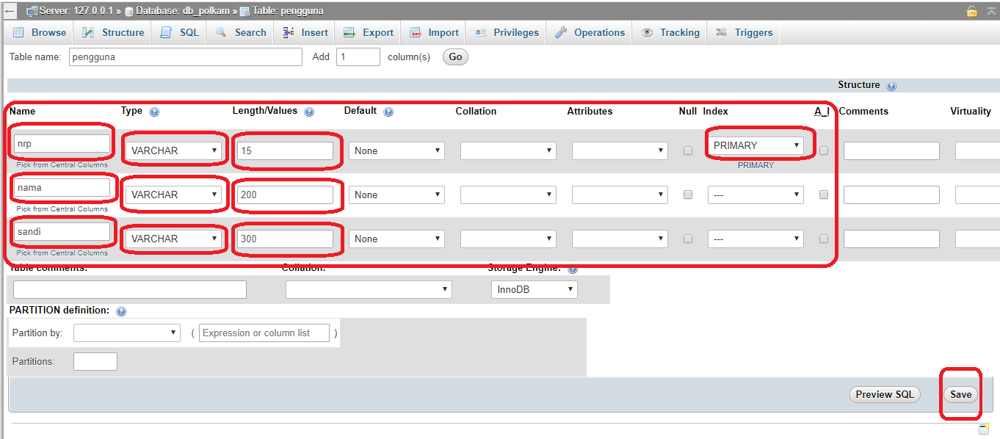 Server: 127.0.0.1 » Database: db_polkam » Table: pengguna
Browse Structure SQL Search Insert Export Import Privileges Operations Tracking Triggers
Table name: pengguna Add 1 column(s) Go
Structure
Name Type Length/Values Default Collation Attributes Null Index A_I Comments Virtuality
nrp VARCHAR 15 None PRIMARY
Pick from Central Columns PRIMARY
nama VARCHAR 200 None ---
Pick from Central Columns
sandi VARCHAR 300 None ---
Pick from Central Columns
Table comments: Collation: Storage Engine:
InnoDB
PARTITION definition:
Partition by: ( Expression or column list )
Partitions:
Preview SQL Save